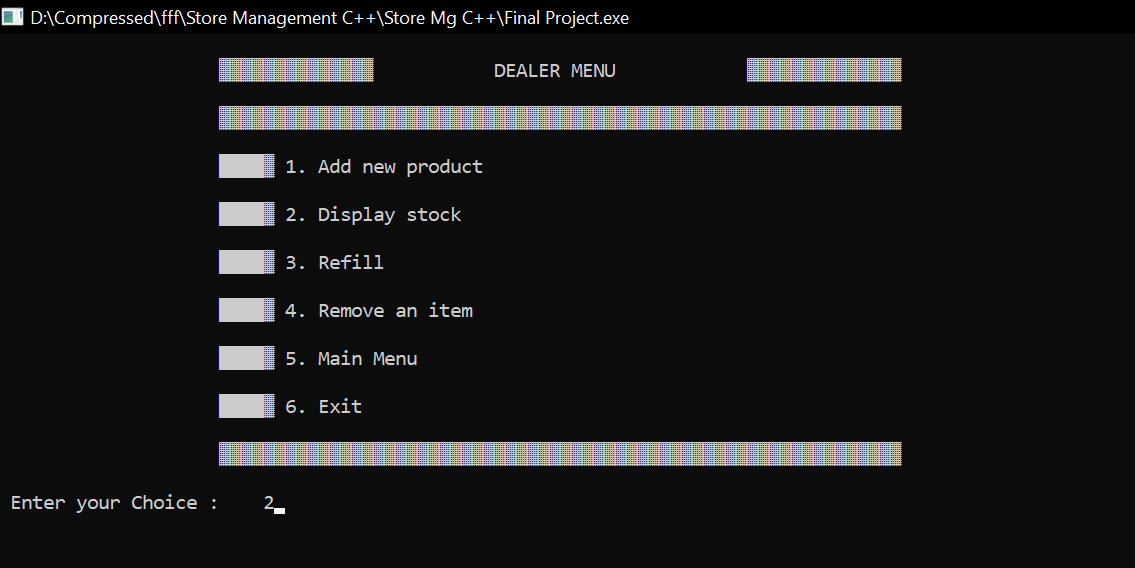 D:\Compressed\fff\Store Management C++\Store Mg C++\Final Project.exe
DEALER MENU
1. Add new product
2. Display stock
3. Refill
4. Remove an item
5. Main Menu
6. Exit
Enter your Choice : 2